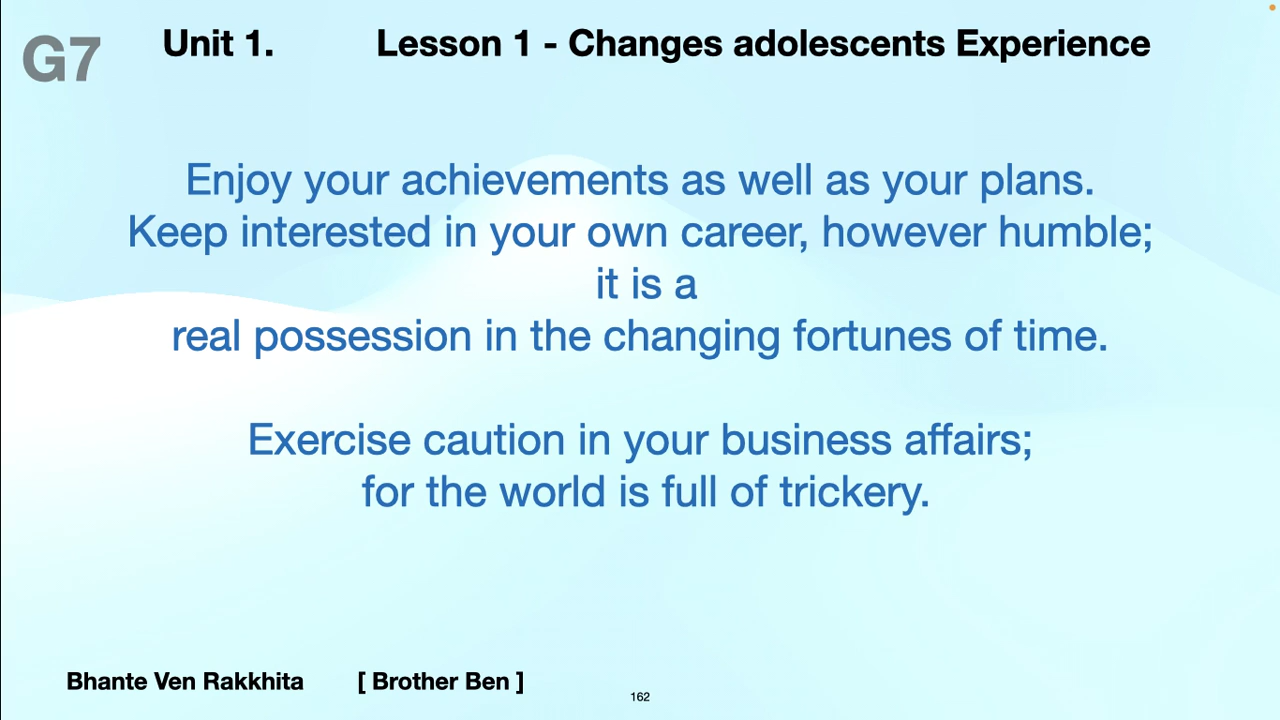 G7
Unit 1. Lesson 1 - Changes adolescents Experience
Enjoy your achievements as well as your plans.
Keep interested in your own career, however humble;
it is a
real possession in the changing fortunes of time.
Exercise caution in your business affairs;
for the world is full of trickery.
Bhante Ven Rakkhita [ Brother Ben ]
162